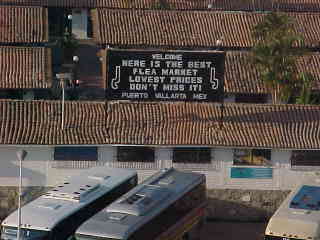 WELCOME
HERE IS THE BEST
FLEA MARKET
LOWEST PRICES
DON'T MISS IT!
PUERTO VALLARTA MEX